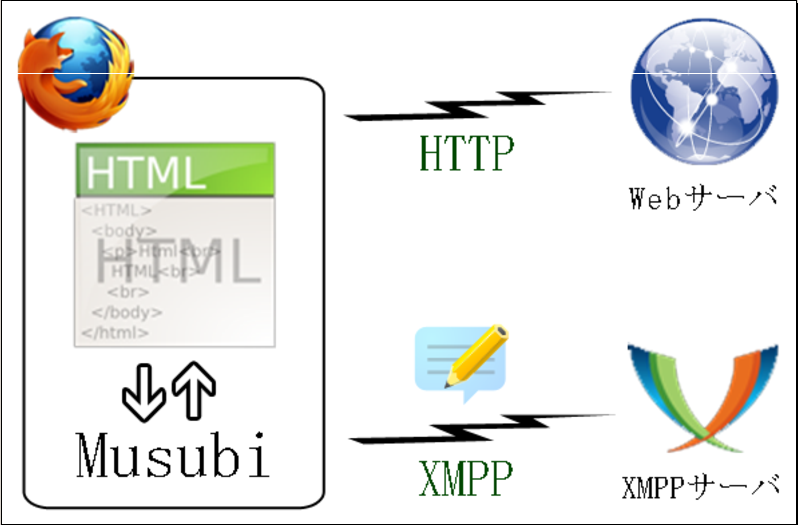 HTML
<HTML>
<body>
<p>Html<br>
HTML<br>
<br>
</body>
</html>
HTML
Musubi
HTTP
Webサーバ
XMPP
XMPPサーバ